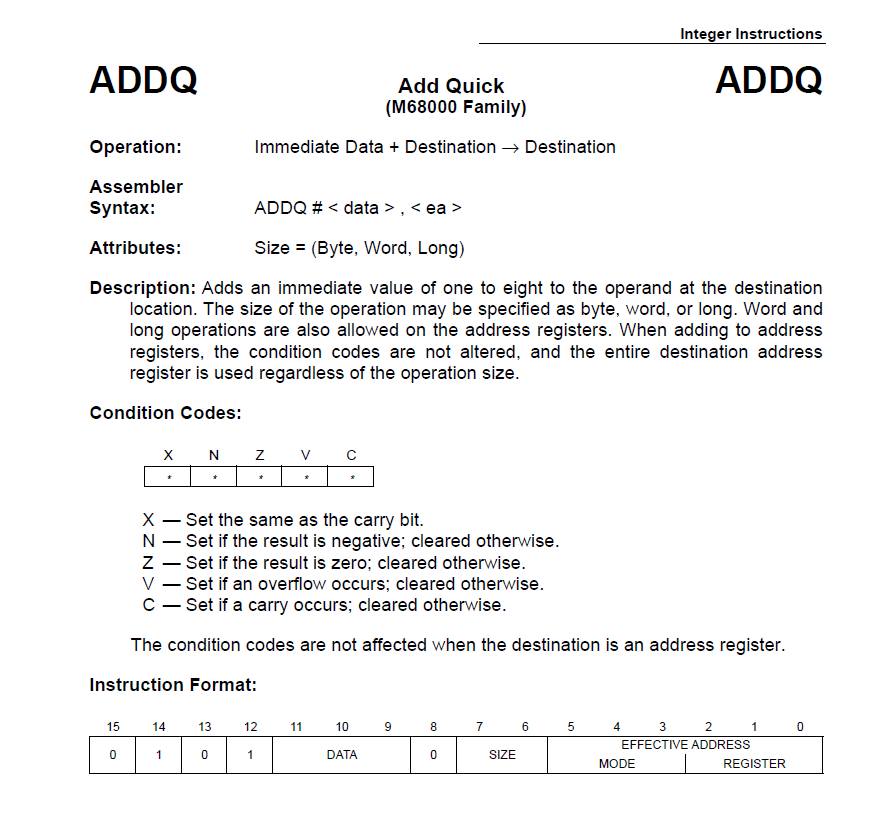 Integer Instructions
ADDQ Add Quick ADDQ
(M68000 Family)
Operation: Immediate Data + Destination → Destination
Assembler
Syntax: ADDQ # < data > , < ea >
Attributes: Size = (Byte, Word, Long)
Description: Adds an immediate value of one to eight to the operand at the destination
location. The size of the operation may be specified as byte, word, or long. Word and
long operations are also allowed on the address registers. When adding to address
registers, the condition codes are not altered, and the entire destination address
register is used regardless of the operation size.
Condition Codes:
X N Z V C
* * * * *
X — Set the same as the carry bit.
N — Set if the result is negative; cleared otherwise.
Z — Set if the result is zero; cleared otherwise.
V — Set if an overflow occurs; cleared otherwise.
C — Set if a carry occurs; cleared otherwise.
The condition codes are not affected when the destination is an address register.
Instruction Format:
15 14 13 12 11 10 9 8 7 6 5 4 3 2 1 0
0 1 0 1 DATA 0 SIZE EFFECTIVE ADDRESS
MODE REGISTER